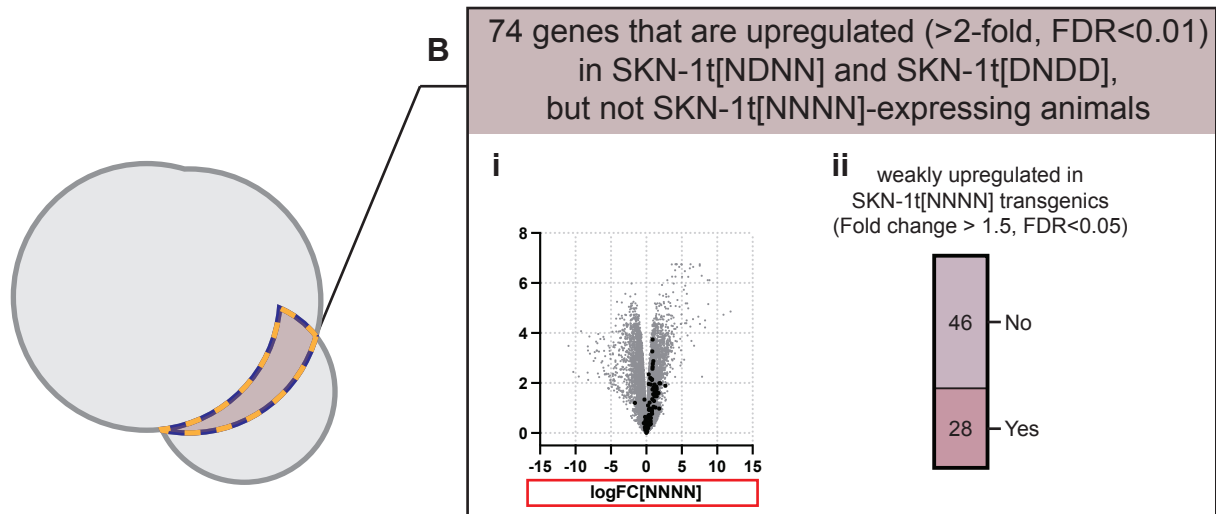 B
74 genes that are upregulated (>2-fold, FDR<0.01)
in SKN-1t[NDNN] and SKN-1t[DNDD],
but not SKN-1t[NNNN]-expressing animals
i
8
6
4
2
0
-15 -10 -5 0 5 10 15
logFC[NNNN]
ii
weakly upregulated in
SKN-1t[NNNN] transgenics
(Fold change > 1.5, FDR<0.05)
46 No
28 Yes